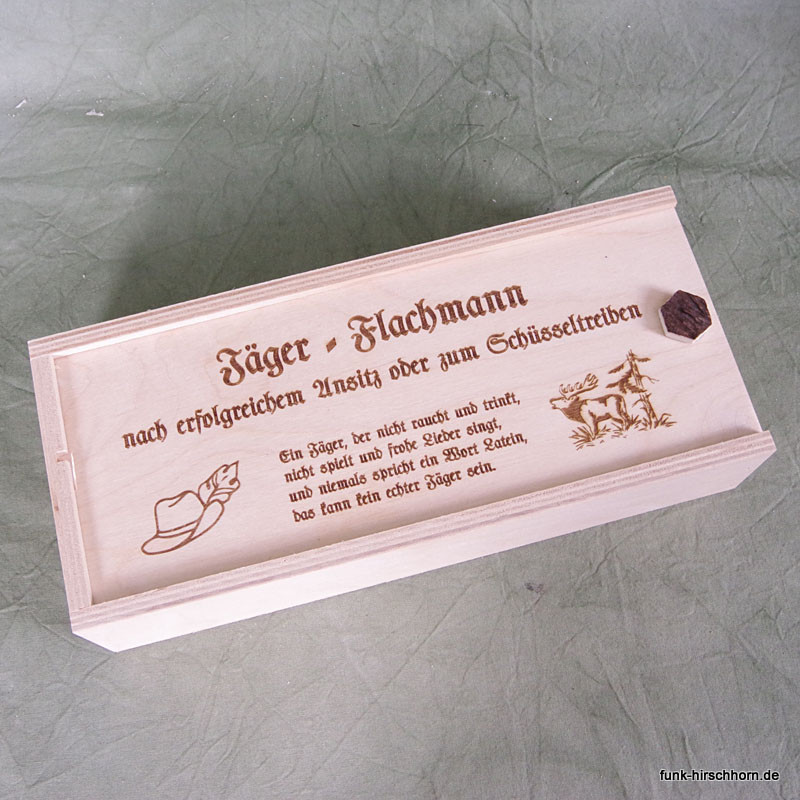 Jäger - Flachmann
nach erfolgreichem Ansitz oder zum Schüsseltreiben
Ein Jäger, der nicht raucht und trinkt,
nicht spielt und frohe Lieder singt,
und niemals spricht ein Wort Latein,
das kann kein echter Jäger sein.
funk-hirschhorn.de